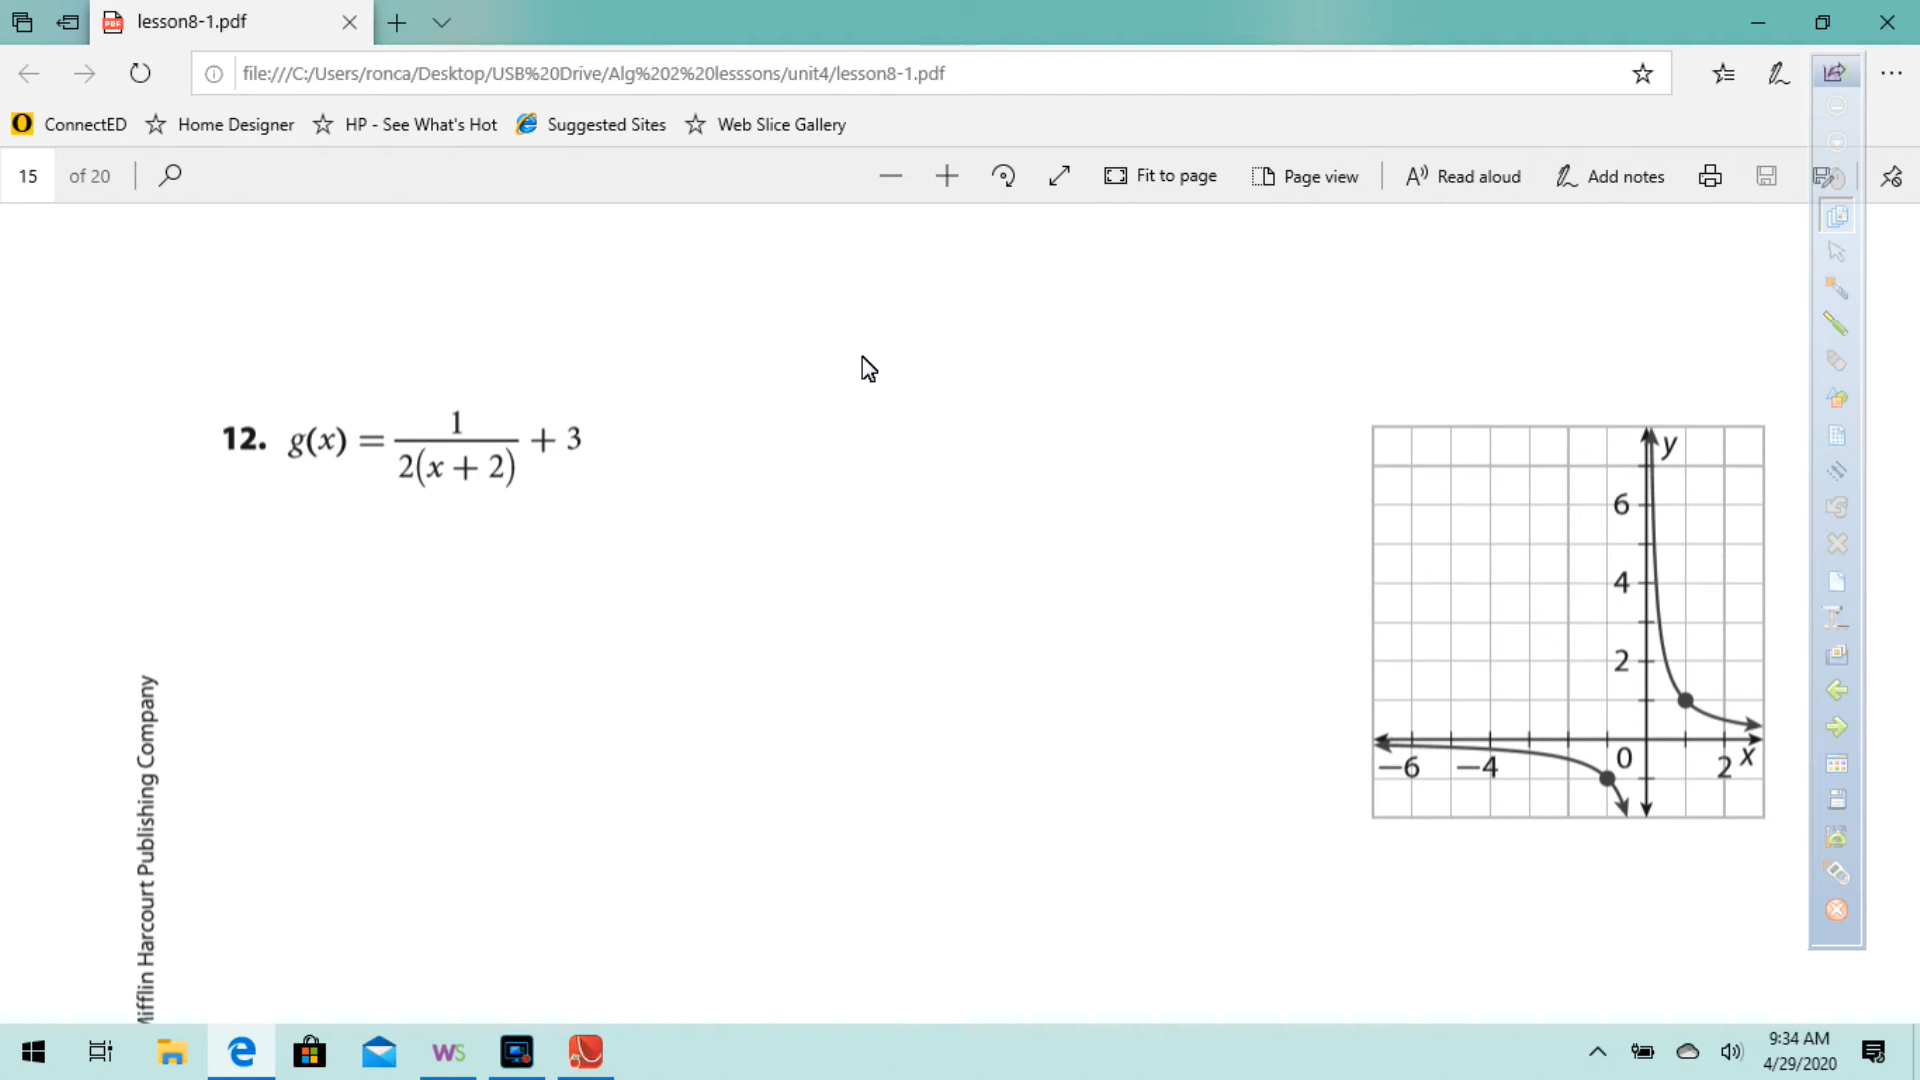 lesson8-1.pdf
file:///C:/Users/ronca/Desktop/USB%20Drive/Alg%202%20lesssons/unit4/lesson8-1.pdf
ConnectED Home Designer HP - See What's Hot Suggested Sites Web Slice Gallery
15 of 20 Fit to page Page view Read aloud Add notes
12. g(x) = 1/(2(x + 2)) + 3
y
6
4
2
−6 −4 0 2 x
Mifflin Harcourt Publishing Company
9:34 AM
4/29/2020